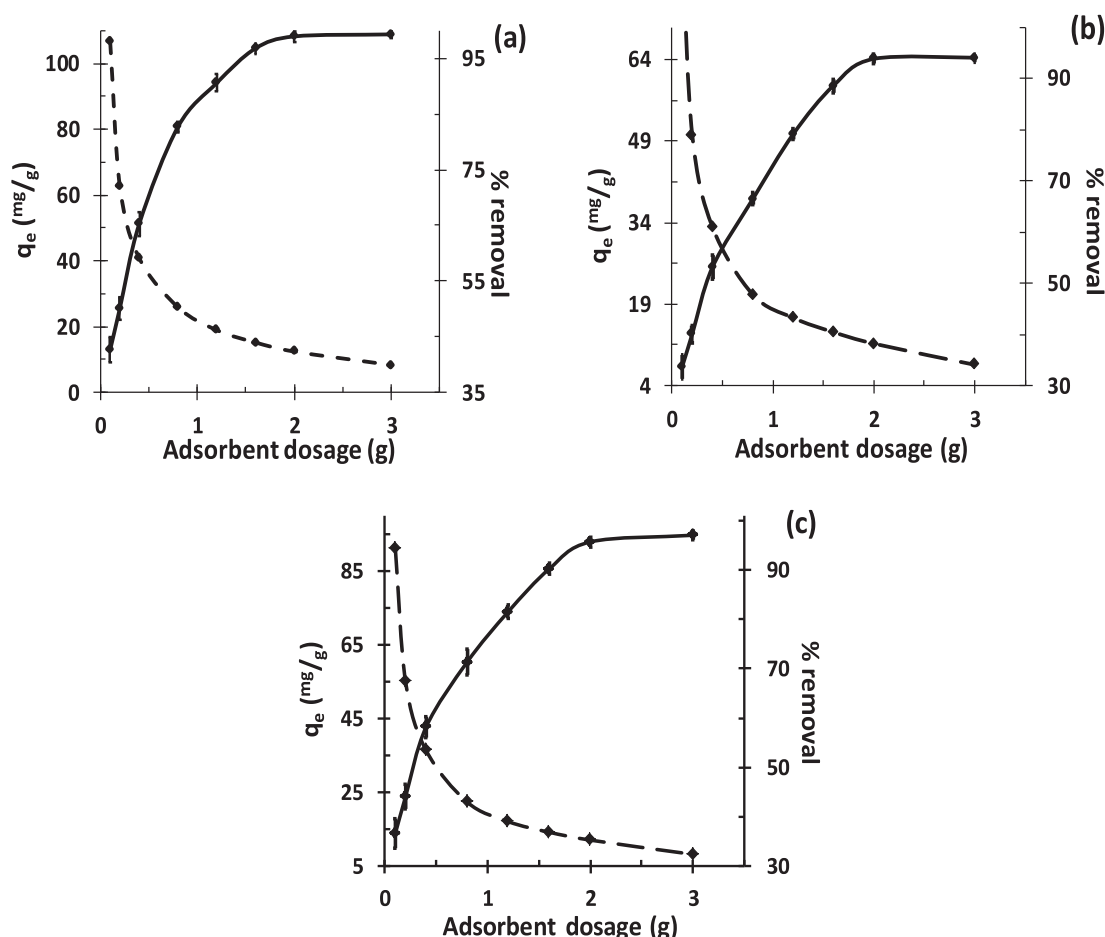 (a)
100
80
60
40
20
0
qe (mg/g)
95
75
55
35
% removal
0 1 2 3
Adsorbent dosage (g)
(b)
64
49
34
19
4
qe (mg/g)
90
70
50
30
% removal
0 1 2 3
Adsorbent dosage (g)
(c)
85
65
45
25
5
qe (mg/g)
90
70
50
30
% removal
0 1 2 3
Adsorbent dosage (g)